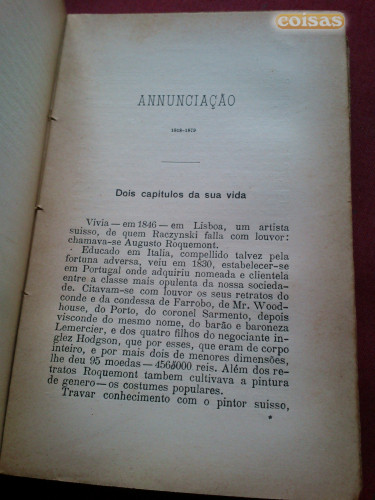 coisas
ANNUNCIAÇÃO
1818-1879
Dois capitulos da sua vida
Vivia—em 1846—em Lisboa, um artista
suisso, de quem Raczynski falla com louvor:
chamava-se Augusto Roquemont.
Educado em Italia, compellido talvez pela
fortuna adversa, veiu em 1830, estabelecer-se
em Portugal onde adquiriu nomeada e clientela
entre a classe mais opulenta da nossa socieda-
de. Citavam-se com louvor os seus retratos do
conde e da condessa de Farrobo, de Mr. Wood-
house, do Porto, do coronel Sarmento, depois
visconde do mesmo nome, do barão e baroneza
Lemercier, e dos quatro filhos do negociante in-
glez Hodgson, que por esses, que eram de corpo
inteiro, e por mais dois de menores dimensões,
lhe deu 95 moedas—456$000 reis. Além dos re-
tratos Roquemont tambem cultivava a pintura
de genero—os costumes populares.
Travar conhecimento com o pintor suisso,
*